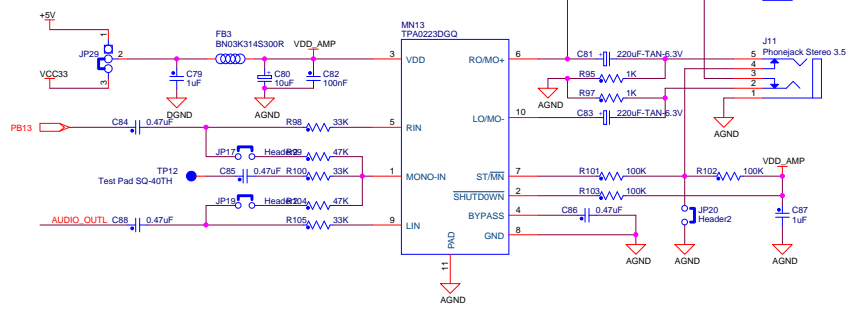 +5V
JP29
1
2
3
VCC33
C79
1uF
DGND
FB3
BN03K314S300R
VDD_AMP
C80
10uF
AGND
C82
100nF
MN13
TPA0223DGQ
3 VDD
RO/MO+ 6
C81 220uF-TAN-6.3V
J11
Phonejack Stereo 3.5
5
4
3
2
1
R95 1K
AGND
R97 1K
LO/MO- 10
C83 220uF-TAN-6.3V
AGND
PB13
C84 0.47uF
R98 33K
5 RIN
JP17 Header2
R99 47K
TP12
Test Pad SQ-40TH
C85 0.47uF R100 33K
1 MONO-IN
ST/MN 7
R101 100K
R102 100K
VDD_AMP
JP19 Header2
R104 47K
SHUTDOWN 2
R103 100K
AUDIO_OUTL C88 0.47uF
R105 33K
9 LIN
BYPASS 4
C86 0.47uF
GND 8
AGND
JP20
Header2
AGND
C87
1uF
AGND
PAD
11
AGND